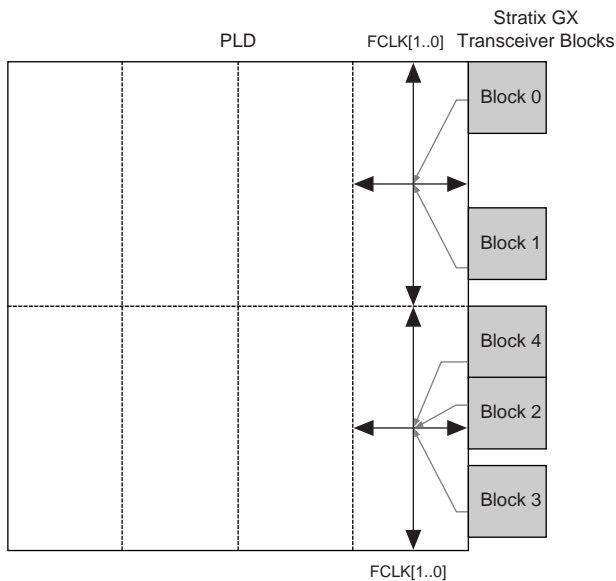 Stratix GX
PLD FCLK[1..0] Transceiver Blocks
Block 0
Block 1
Block 4
Block 2
Block 3
FCLK[1..0]